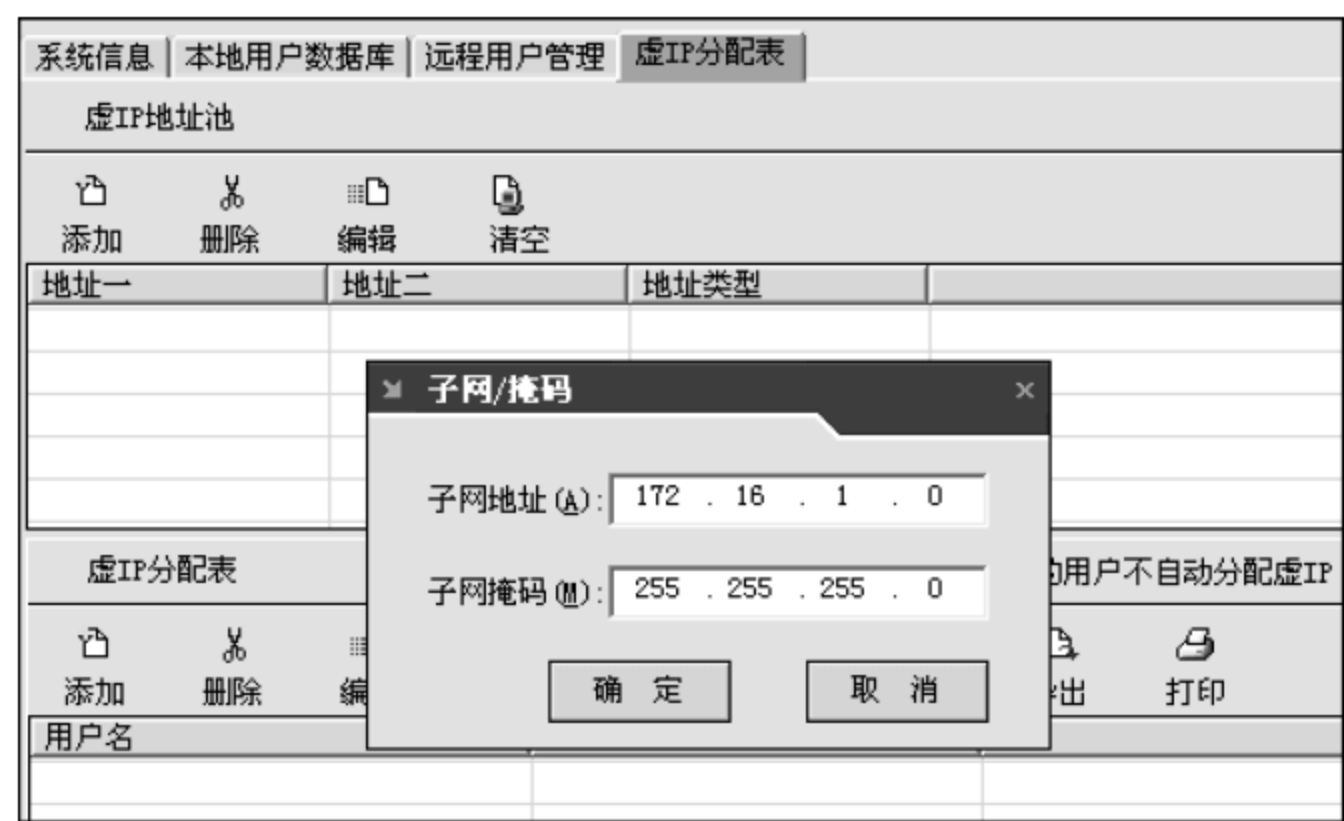 系统信息 本地用户数据库 远程用户管理 虚IP分配表
虚IP地址池
添加 删除 编辑 清空
地址一 地址二 地址类型
子网/掩码
子网地址(A): 172 . 16 . 1 . 0
虚IP分配表 的用户不自动分配虚IP
子网掩码(M): 255 . 255 . 255 . 0
添加 删除 编 出 打印
确 定 取 消
用户名